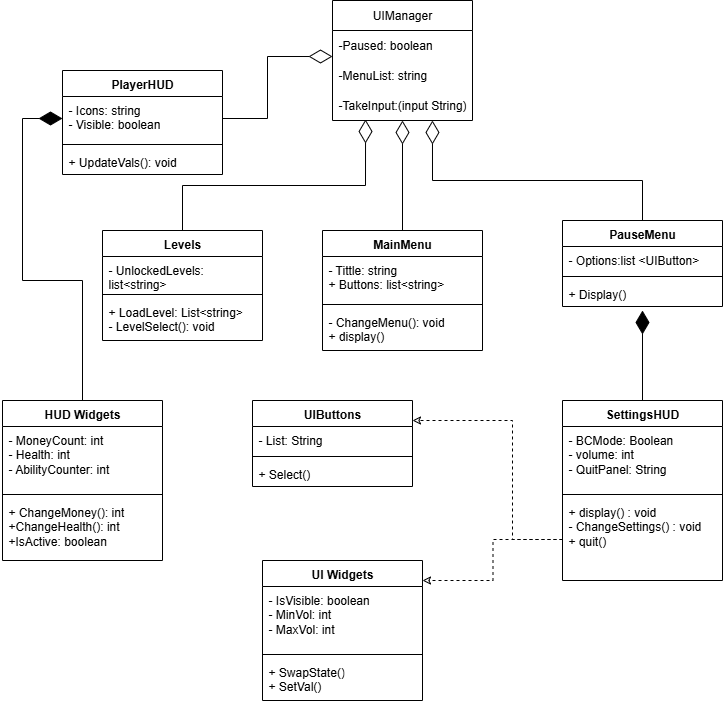 UIManager
-Paused: boolean
-MenuList: string
-TakeInput:(input String)
PlayerHUD
- Icons: string
- Visible: boolean
+ UpdateVals(): void
Levels
- UnlockedLevels:
list<string>
+ LoadLevel: List<string>
- LevelSelect(): void
MainMenu
- Tittle: string
+ Buttons: list<string>
- ChangeMenu(): void
+ display()
PauseMenu
- Options:list <UIButton>
+ Display()
HUD Widgets
- MoneyCount: int
- Health: int
- AbilityCounter: int
+ ChangeMoney(): int
+ChangeHealth(): int
+IsActive: boolean
UIButtons
- List: String
+ Select()
SettingsHUD
- BCMode: Boolean
- volume: int
- QuitPanel: String
+ display() : void
- ChangeSettings() : void
+ quit()
UI Widgets
- IsVisible: boolean
- MinVol: int
- MaxVol: int
+ SwapState()
+ SetVal()